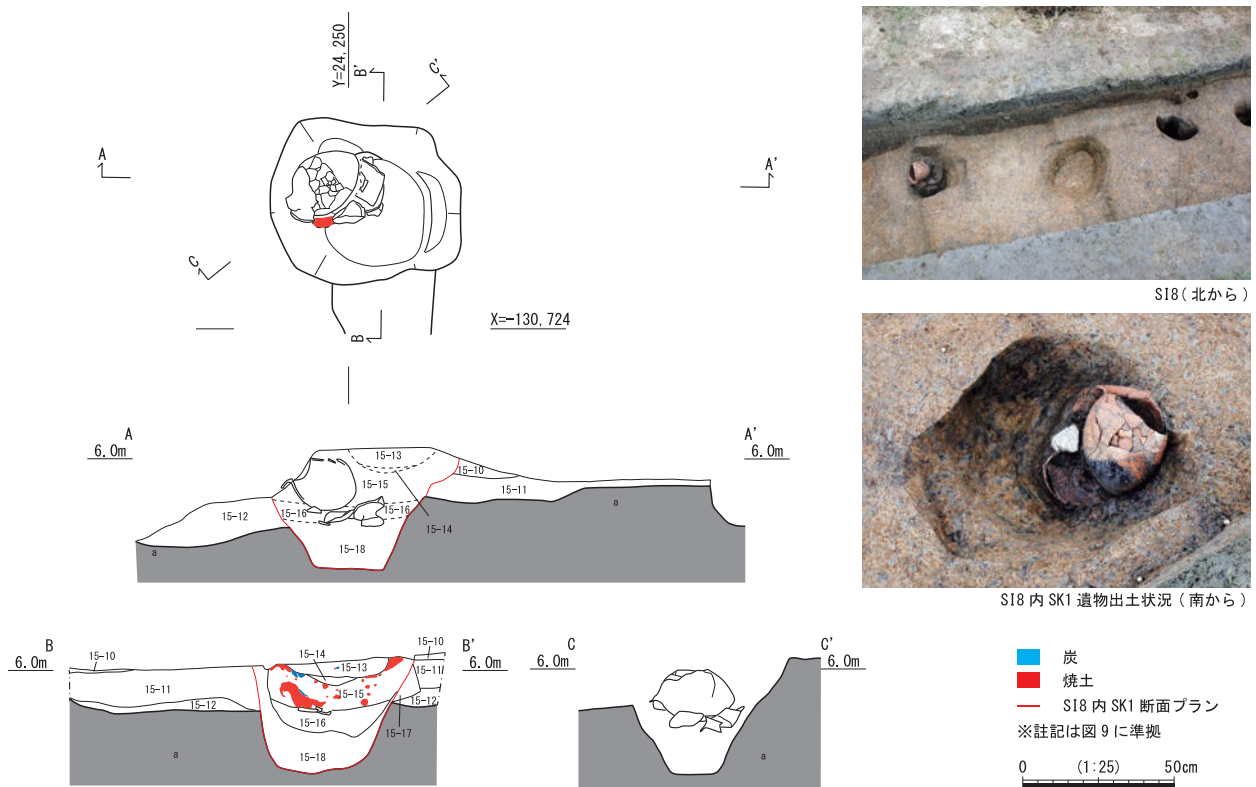 Y=24,250
B'
C'
A
A'
C
B
X=-130,724
A
6.0m
A'
6.0m
15-13
15-10
15-15
15-11
15-16
15-16
15-12
15-14
15-18
a
a
B
6.0m
B'
6.0m
15-10
15-14
15-13
15-10
15-11
15-11
15-15
15-12
15-12
15-16
15-17
15-18
a
C
6.0m
C'
6.0m
a
SI8(北から)
SI8 内 SK1 遺物出土状況(南から)
炭
焼土
SI8 内 SK1 断面プラン
※註記は図 9 に準拠
0 (1:25) 50cm